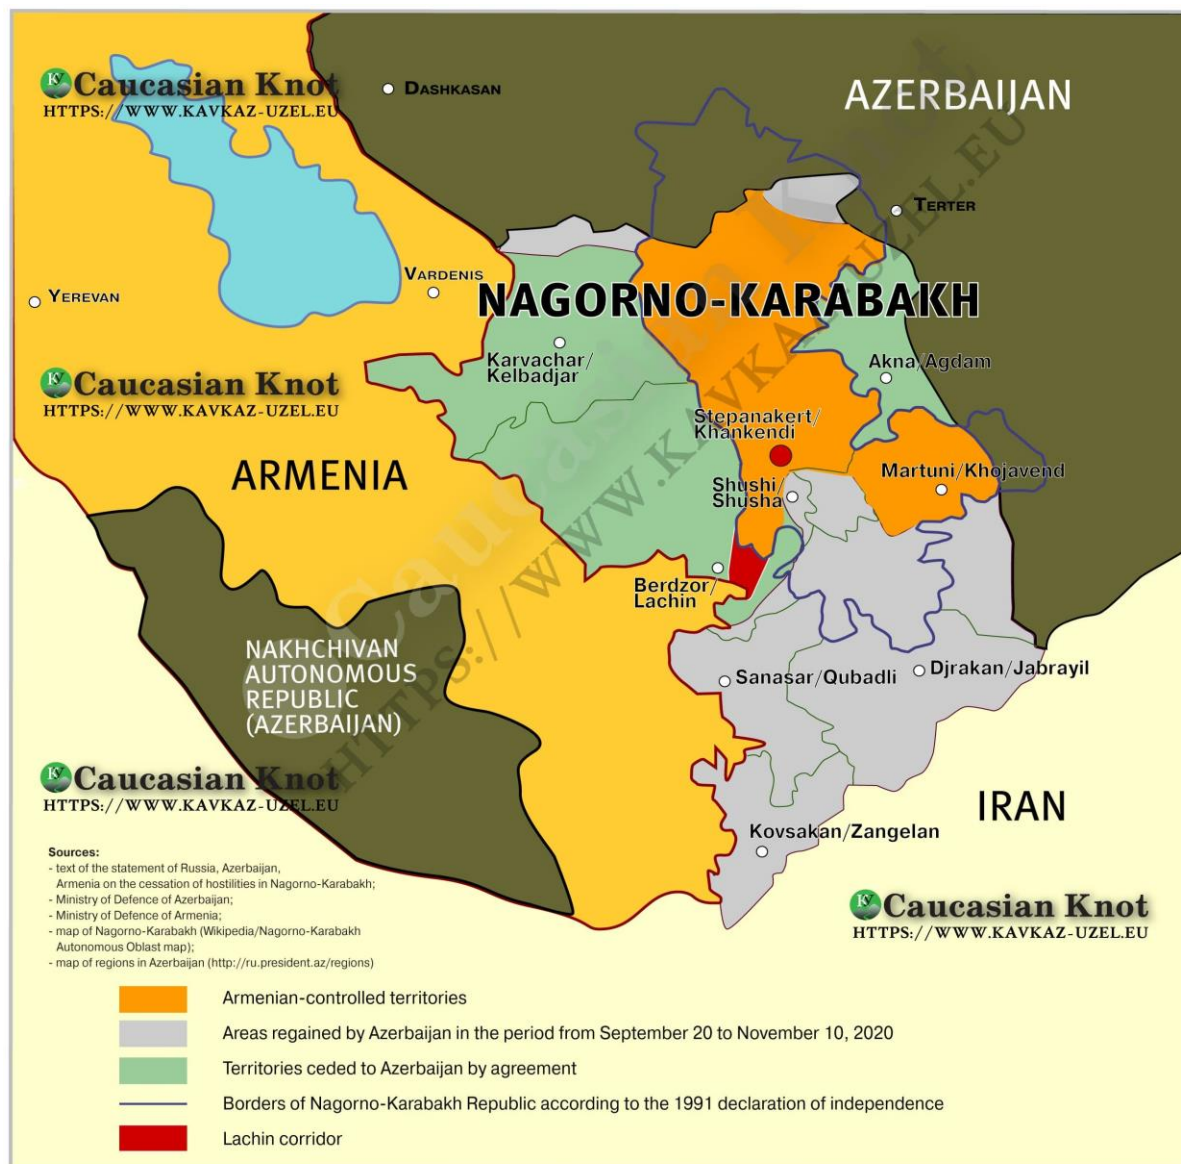 Caucasian Knot
HTTPS://WWW.KAVKAZ-UZEL.EU
DASHKASAN
AZERBAIJAN
TERTER
YEREVAN
VARDENIS
NAGORNO-KARABAKH
Karvachar/
Kelbadjar
Akna/Agdam
Caucasian Knot
HTTPS://WWW.KAVKAZ-UZEL.EU
Stepanakert/
Khankendi
ARMENIA
Martuni/Khojavend
Shushi/
Shusha
Berdzor/
Lachin
NAKHCHIVAN
AUTONOMOUS
REPUBLIC
(AZERBAIJAN)
Sanasar/Qubadli
Djrakan/Jabrayil
Caucasian Knot
HTTPS://WWW.KAVKAZ-UZEL.EU
IRAN
Kovsakan/Zangelan
Caucasian Knot
HTTPS://WWW.KAVKAZ-UZEL.EU
Caucasian Knot
HTTPS://WWW.KAVKAZ-UZEL.EU
Sources:
- text of the statement of Russia, Azerbaijan,
Armenia on the cessation of hostilities in Nagorno-Karabakh;
- Ministry of Defence of Azerbaijan;
- Ministry of Defence of Armenia;
- map of Nagorno-Karabakh (Wikipedia/Nagorno-Karabakh
Autonomous Oblast map);
- map of regions in Azerbaijan (http://ru.president.az/regions)
Armenian-controlled territories
Areas regained by Azerbaijan in the period from September 20 to November 10, 2020
Territories ceded to Azerbaijan by agreement
Borders of Nagorno-Karabakh Republic according to the 1991 declaration of independence
Lachin corridor